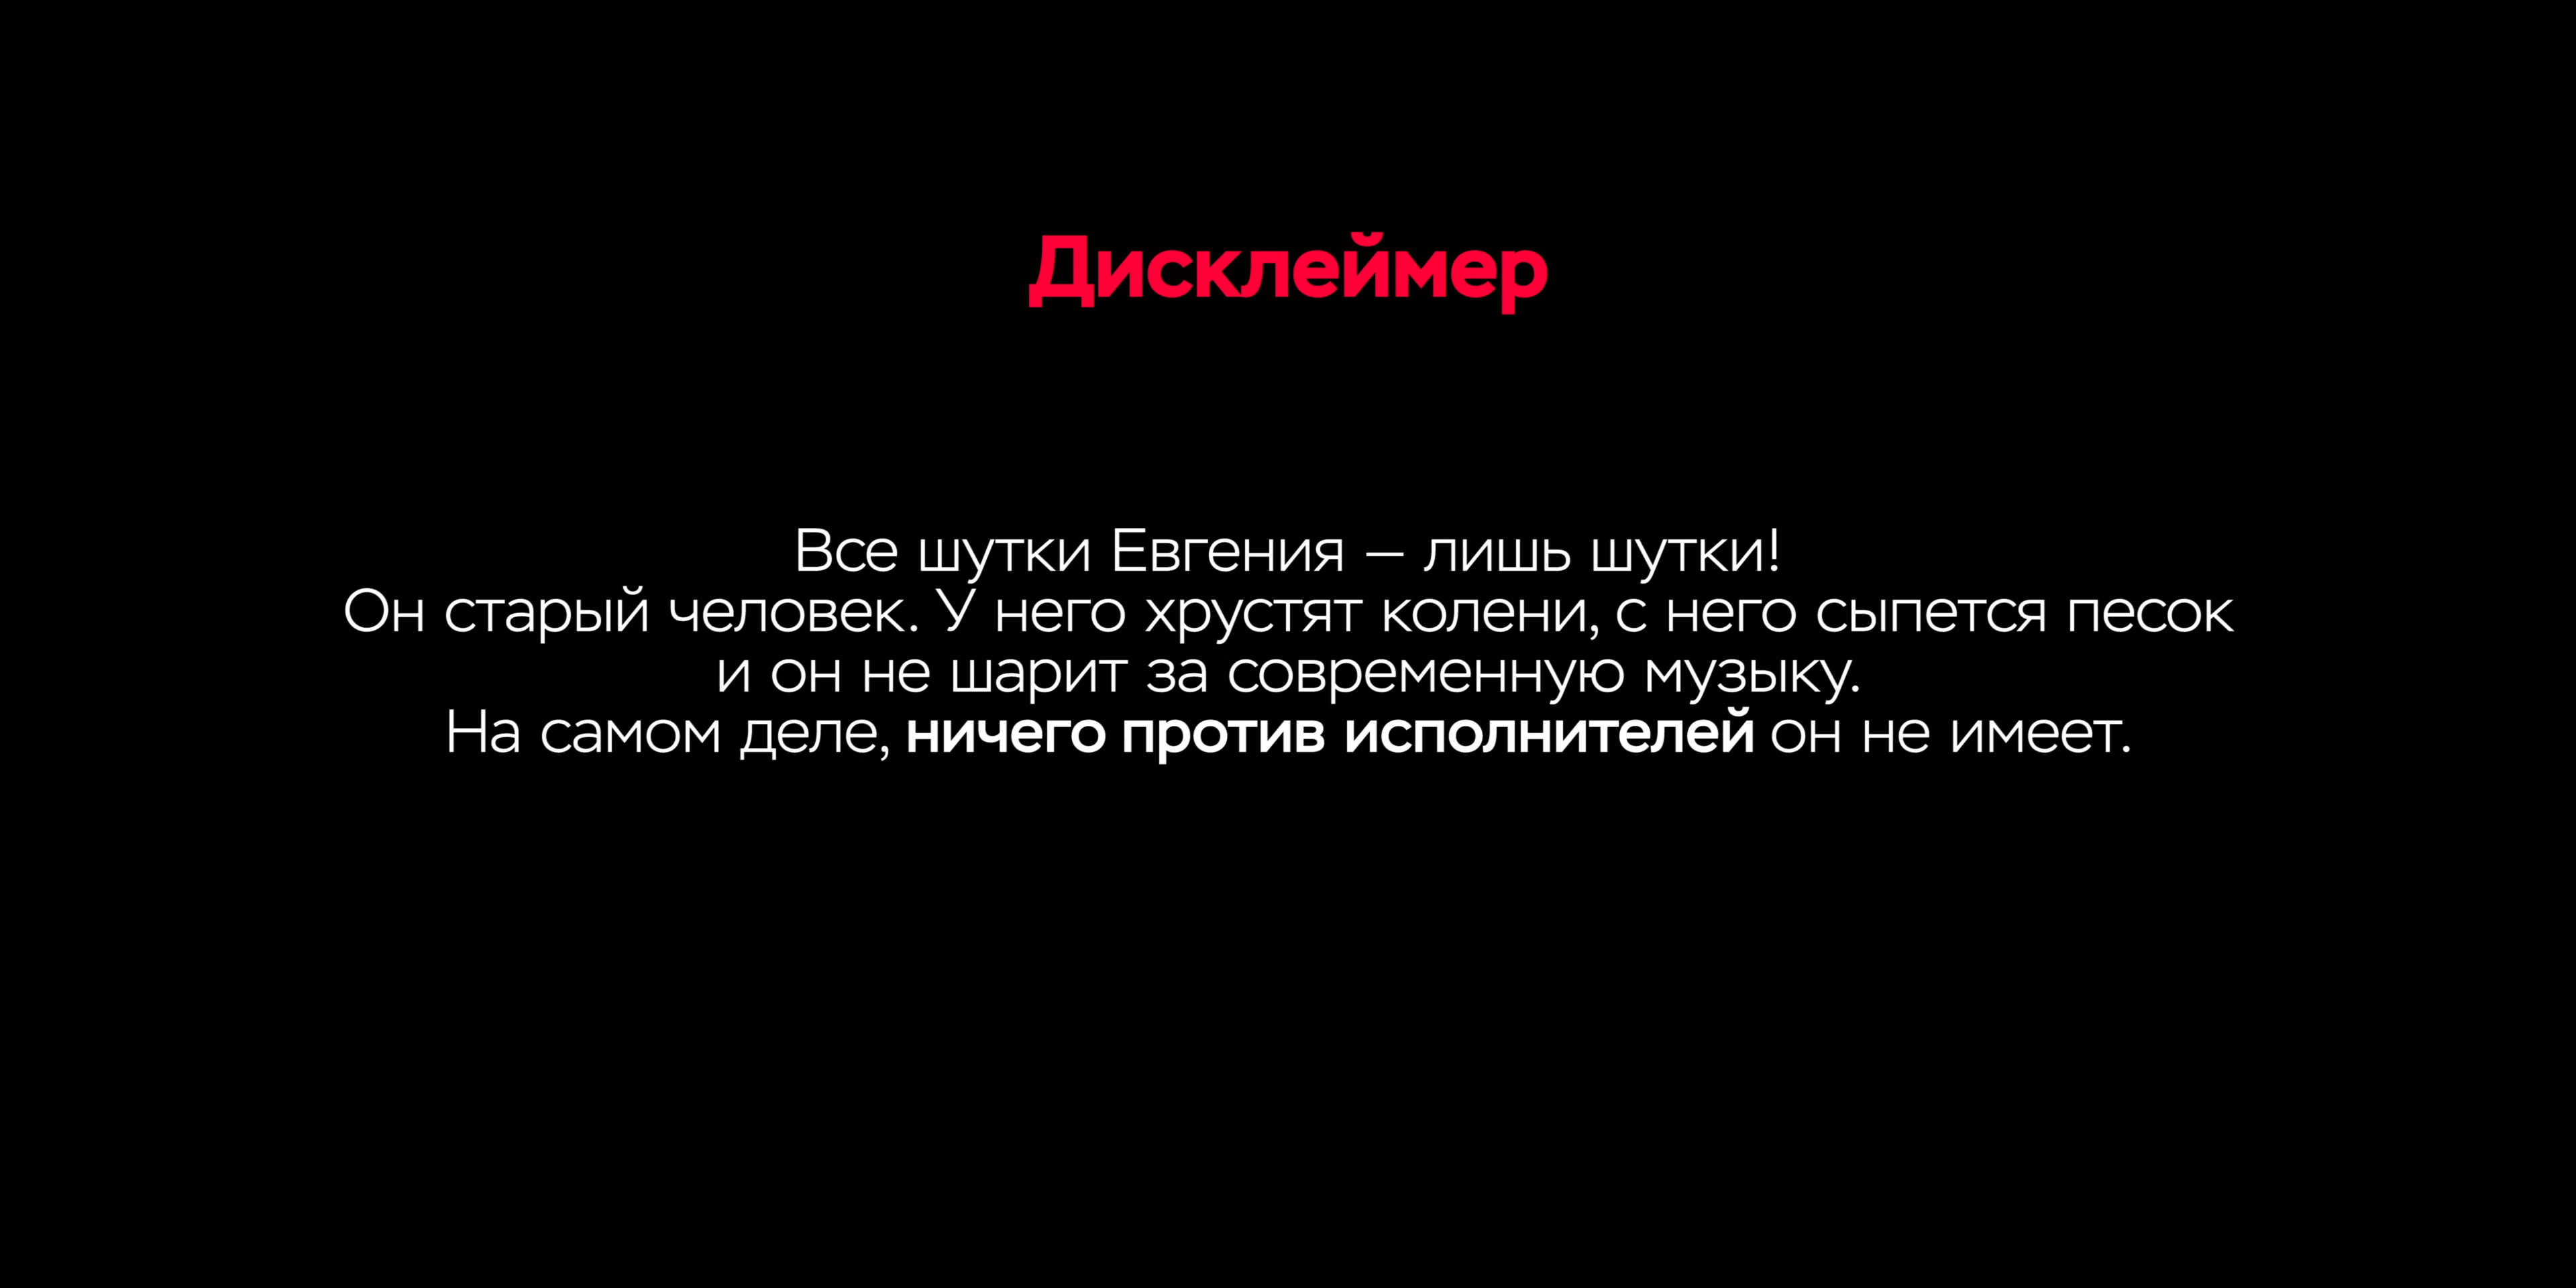 Дисклеймер
Все шутки Евгения — лишь шутки!
Он старый человек. У него хрустят колени, с него сыпется песок
и он не шарит за современную музыку.
На самом деле, ничего против исполнителей он не имеет.